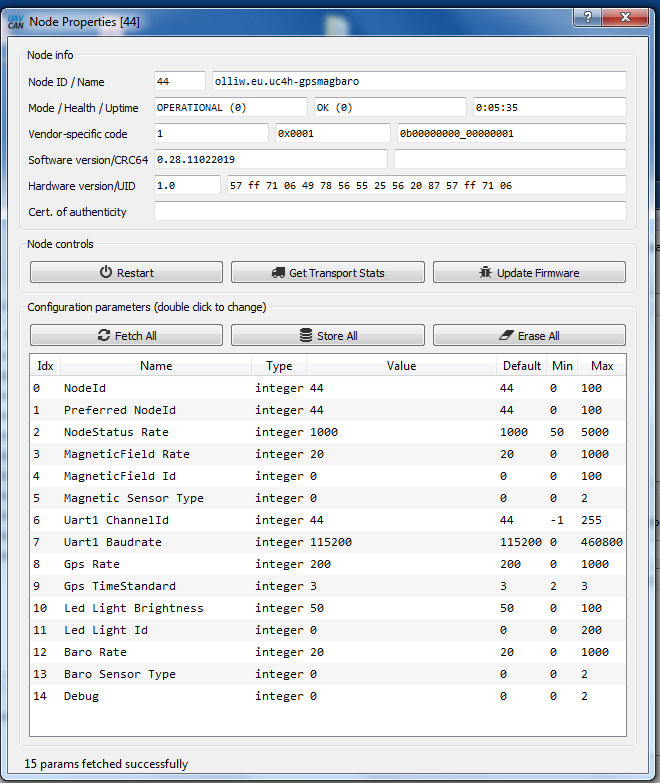 UAV CAN Node Properties [44] ?
Node info
Node ID / Name 44 olliw.eu.uc4h-gpsmagbaro
Mode / Health / Uptime OPERATIONAL (0) OK (0) 0:05:35
Vendor-specific code 1 0x0001 0b00000000_00000001
Software version/CRC64 0.28.11022019
Hardware version/UID 1.0 57 ff 71 06 49 78 56 55 25 56 20 87 57 ff 71 06
Cert. of authenticity
Node controls
Restart Get Transport Stats Update Firmware
Configuration parameters (double click to change)
Fetch All Store All Erase All
Idx Name Type Value Default Min Max
0 NodeId integer 44 44 0 100
1 Preferred NodeId integer 44 44 0 100
2 NodeStatus Rate integer 1000 1000 50 5000
3 MagneticField Rate integer 20 20 0 1000
4 MagneticField Id integer 0 0 0 100
5 Magnetic Sensor Type integer 0 0 0 2
6 Uart1 ChannelId integer 44 44 -1 255
7 Uart1 Baudrate integer 115200 115200 0 460800
8 Gps Rate integer 200 200 0 1000
9 Gps TimeStandard integer 3 3 2 3
10 Led Light Brightness integer 50 50 0 100
11 Led Light Id integer 0 0 0 200
12 Baro Rate integer 20 20 0 1000
13 Baro Sensor Type integer 0 0 0 2
14 Debug integer 0 0 0 2
15 params fetched successfully